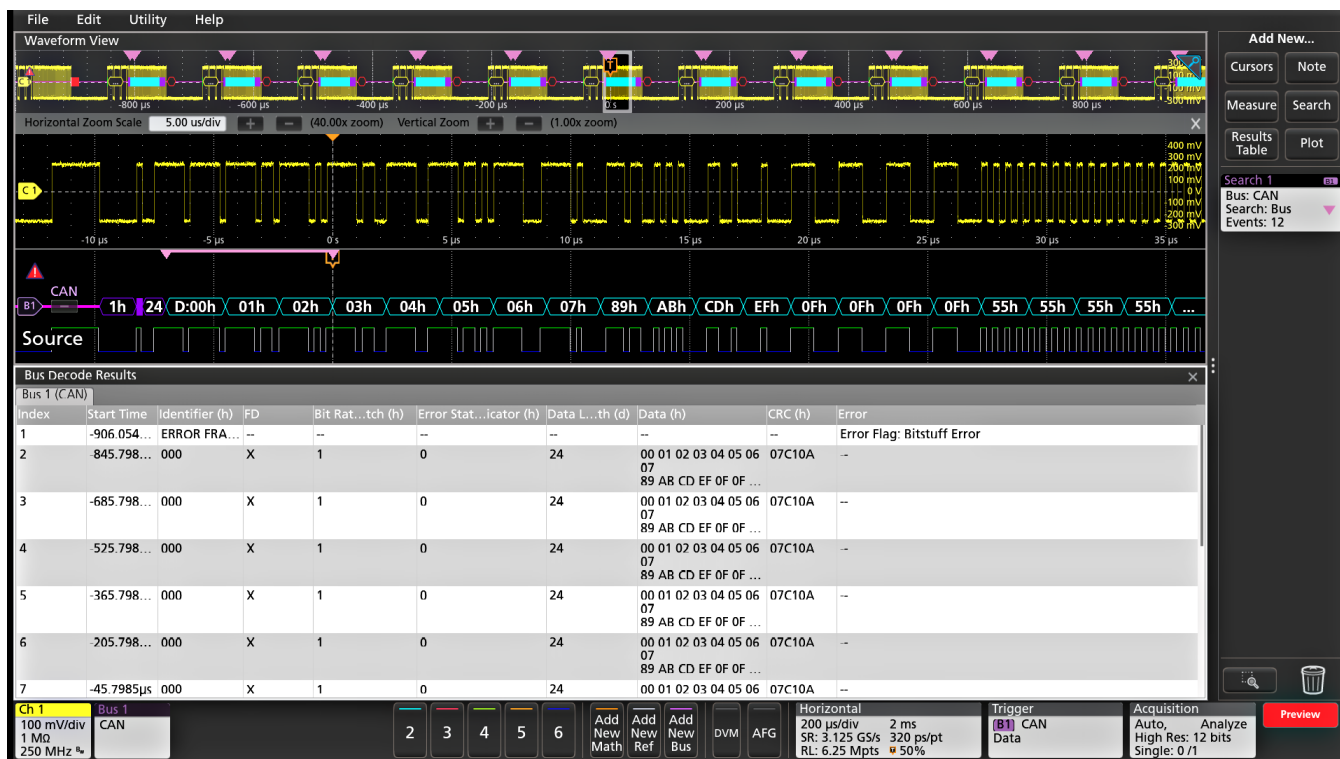 File Edit Utility Help
Waveform View
Add New...
Cursors Note
Measure Search
Results Table Plot
Search 1 B1
Bus: CAN
Search: Bus
Events: 12
-800 µs -600 µs -400 µs -200 µs 0 s 200 µs 400 µs 600 µs 800 µs
Horizontal Zoom Scale 5.00 us/div + − (40.00x zoom) Vertical Zoom + − (1.00x zoom) X
400 mV
300 mV
200 mV
100 mV
0 V
-100 mV
-200 mV
-300 mV
C 1
-10 µs -5 µs 0 s 5 µs 10 µs 15 µs 20 µs 25 µs 30 µs 35 µs
CAN
B1 1h 24 D:00h 01h 02h 03h 04h 05h 06h 07h 89h ABh CDh EFh 0Fh 0Fh 0Fh 0Fh 55h 55h 55h 55h ...
Source
Bus Decode Results
Bus 1 (CAN)
Index Start Time Identifier (h) FD Bit Rat...tch (h) Error Stat...icator (h) Data L...th (d) Data (h) CRC (h) Error
1 -906.054... ERROR FRA... -- -- -- -- -- -- Error Flag: Bitstuff Error
2 -845.798... 000 X 1 0 24 00 01 02 03 04 05 06 07C10A --
07
89 AB CD EF 0F 0F ...
3 -685.798... 000 X 1 0 24 00 01 02 03 04 05 06 07C10A --
07
89 AB CD EF 0F 0F ...
4 -525.798... 000 X 1 0 24 00 01 02 03 04 05 06 07C10A --
07
89 AB CD EF 0F 0F ...
5 -365.798... 000 X 1 0 24 00 01 02 03 04 05 06 07C10A --
07
89 AB CD EF 0F 0F ...
6 -205.798... 000 X 1 0 24 00 01 02 03 04 05 06 07C10A --
07
89 AB CD EF 0F 0F ...
7 -45.7985µs 000 X 1 0 24 00 01 02 03 04 05 06 07C10A --
Ch 1
100 mV/div
1 MΩ
250 MHz
Bus 1
CAN
2 3 4 5 6
Add New Math
Add New Ref
Add New Bus
DVM AFG
Horizontal
200 µs/div 2 ms
SR: 3.125 GS/s 320 ps/pt
RL: 6.25 Mpts 50%
Trigger
B1 CAN
Data
Acquisition
Auto, Analyze
High Res: 12 bits
Single: 0 /1
Preview